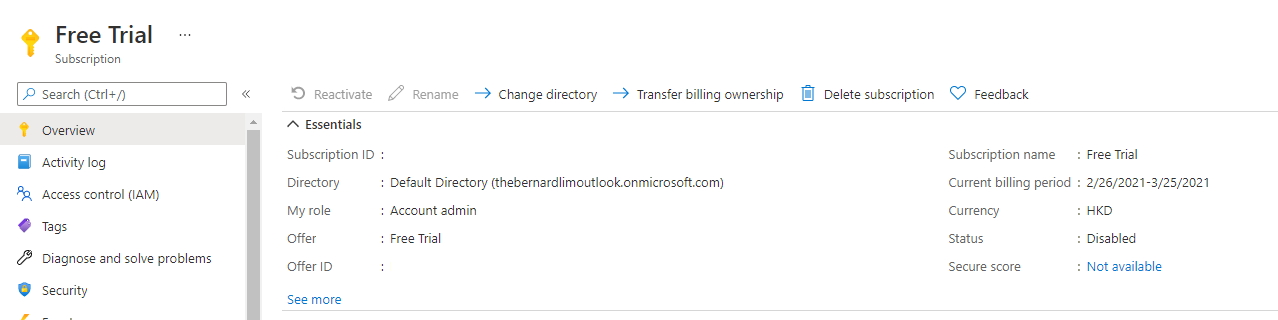 Free Trial ...
Subscription
Search (Ctrl+/) «
Reactivate Rename Change directory Transfer billing ownership Delete subscription Feedback
Overview
Activity log
Access control (IAM)
Tags
Diagnose and solve problems
Security
Essentials
Subscription ID : Subscription name : Free Trial
Directory : Default Directory (thebernardlimoutlook.onmicrosoft.com) Current billing period : 2/26/2021-3/25/2021
My role : Account admin Currency : HKD
Offer : Free Trial Status : Disabled
Offer ID : Secure score : Not available
See more